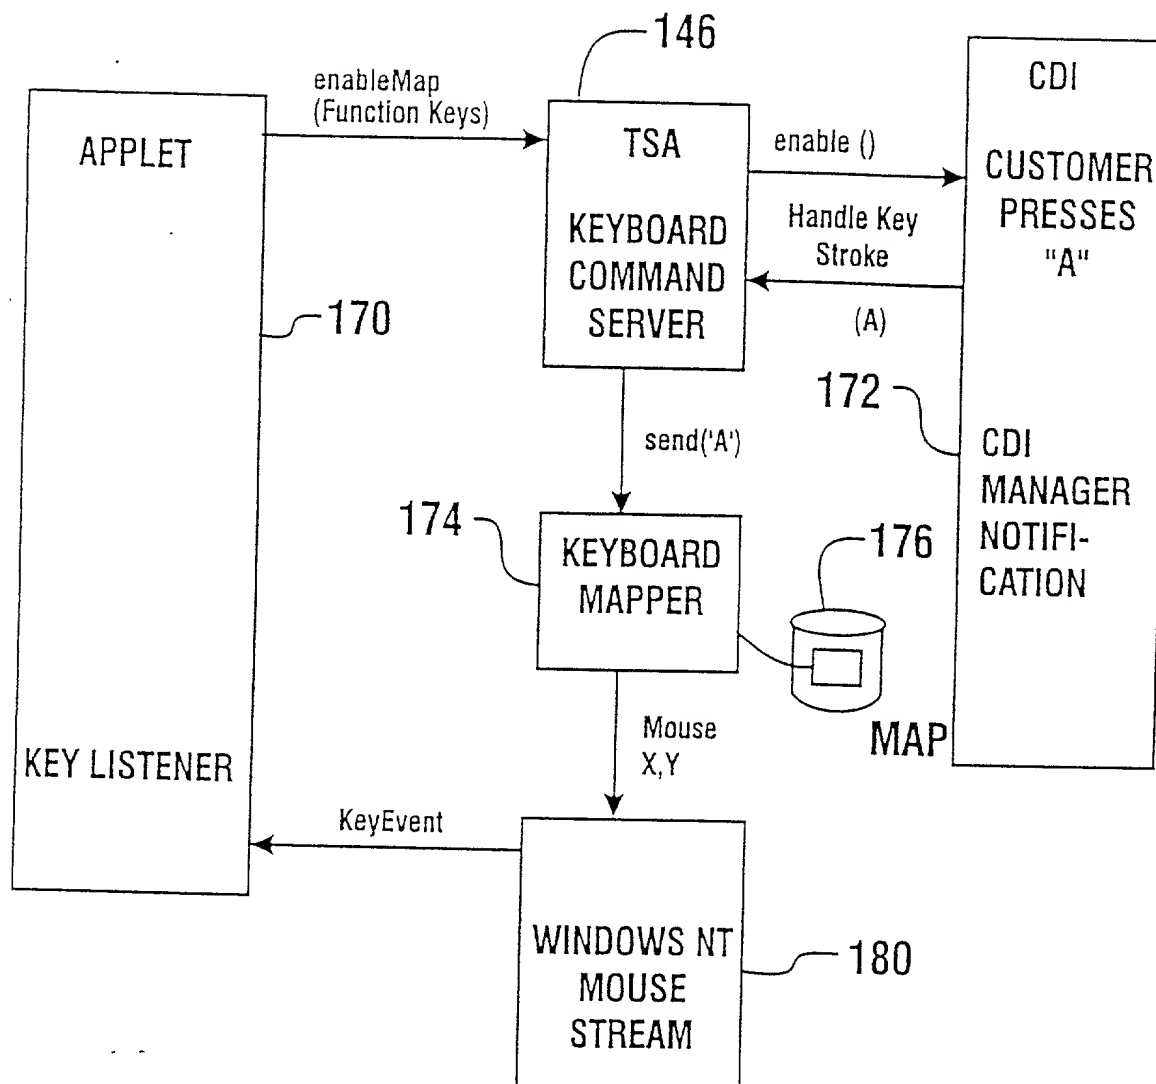 146
enableMap
(Function Keys)
APPLET
TSA
KEYBOARD
COMMAND
SERVER
enable ()
Handle Key
Stroke
(A)
CDI
CUSTOMER
PRESSES
"A"
170
172
CDI
MANAGER
NOTIFI-
CATION
send('A')
174
KEYBOARD
MAPPER
176
MAP
Mouse
X,Y
KEY LISTENER
KeyEvent
WINDOWS NT
MOUSE
STREAM
180